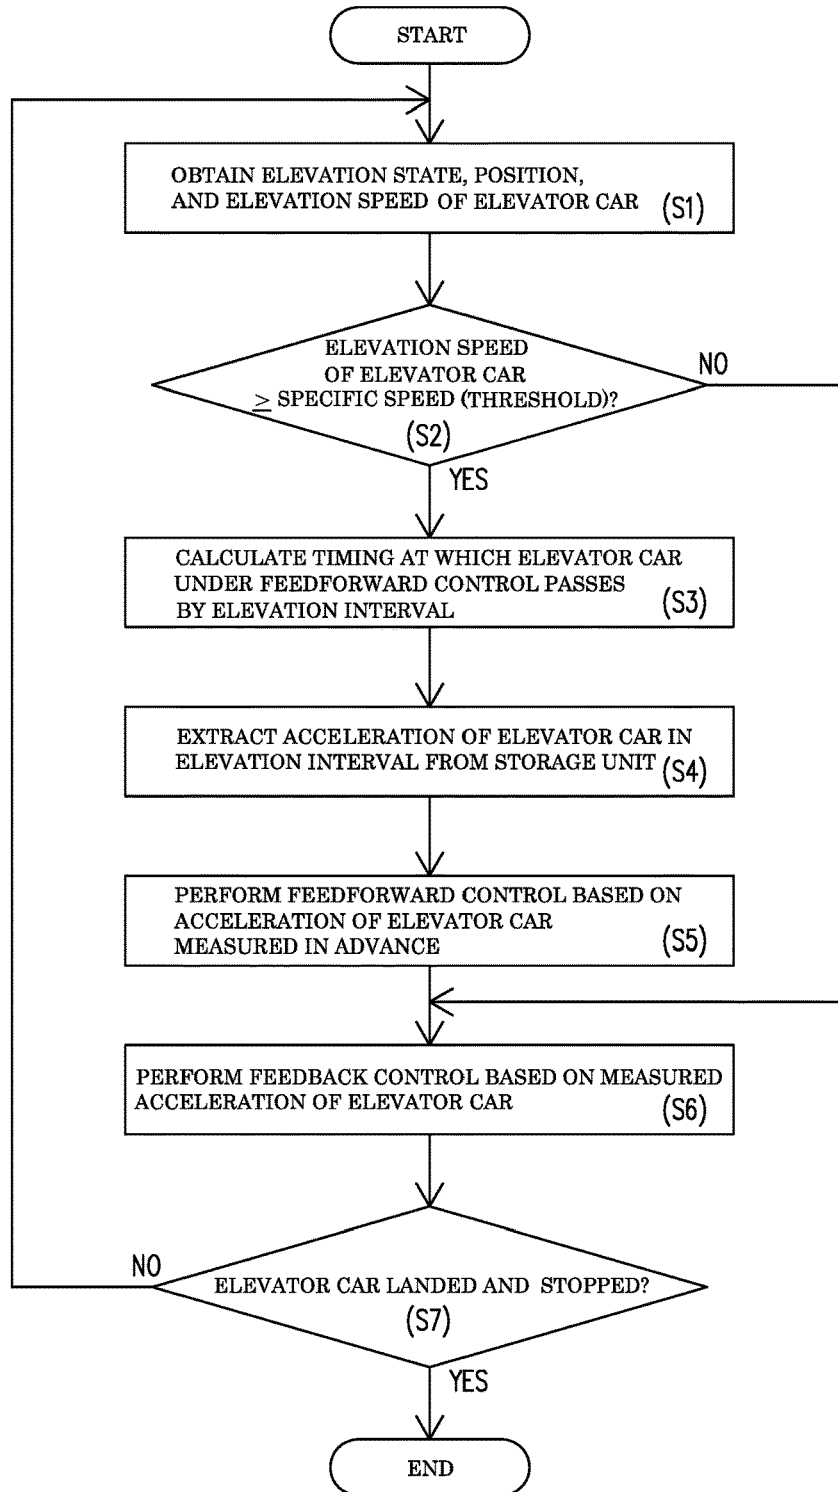 START
OBTAIN ELEVATION STATE, POSITION,
AND ELEVATION SPEED OF ELEVATOR CAR (S1)
ELEVATION SPEED
OF ELEVATOR CAR
≥ SPECIFIC SPEED (THRESHOLD)?
(S2)
NO
YES
CALCULATE TIMING AT WHICH ELEVATOR CAR
UNDER FEEDFORWARD CONTROL PASSES
BY ELEVATION INTERVAL (S3)
EXTRACT ACCELERATION OF ELEVATOR CAR IN
ELEVATION INTERVAL FROM STORAGE UNIT (S4)
PERFORM FEEDFORWARD CONTROL BASED ON
ACCELERATION OF ELEVATOR CAR
MEASURED IN ADVANCE (S5)
PERFORM FEEDBACK CONTROL BASED ON MEASURED
ACCELERATION OF ELEVATOR CAR (S6)
NO
ELEVATOR CAR LANDED AND STOPPED?
(S7)
YES
END